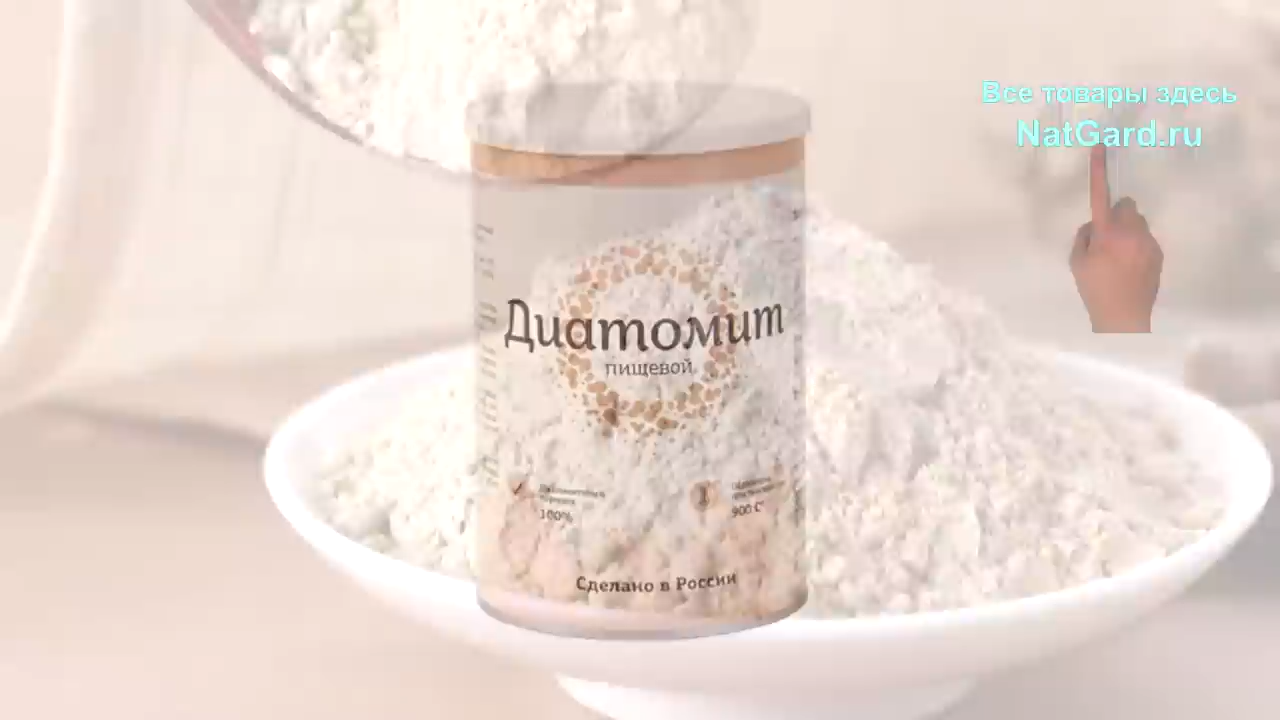 Все товары здесь
NatGard.ru
Диатомит
пищевой
100%
900 C°
Сделано в России